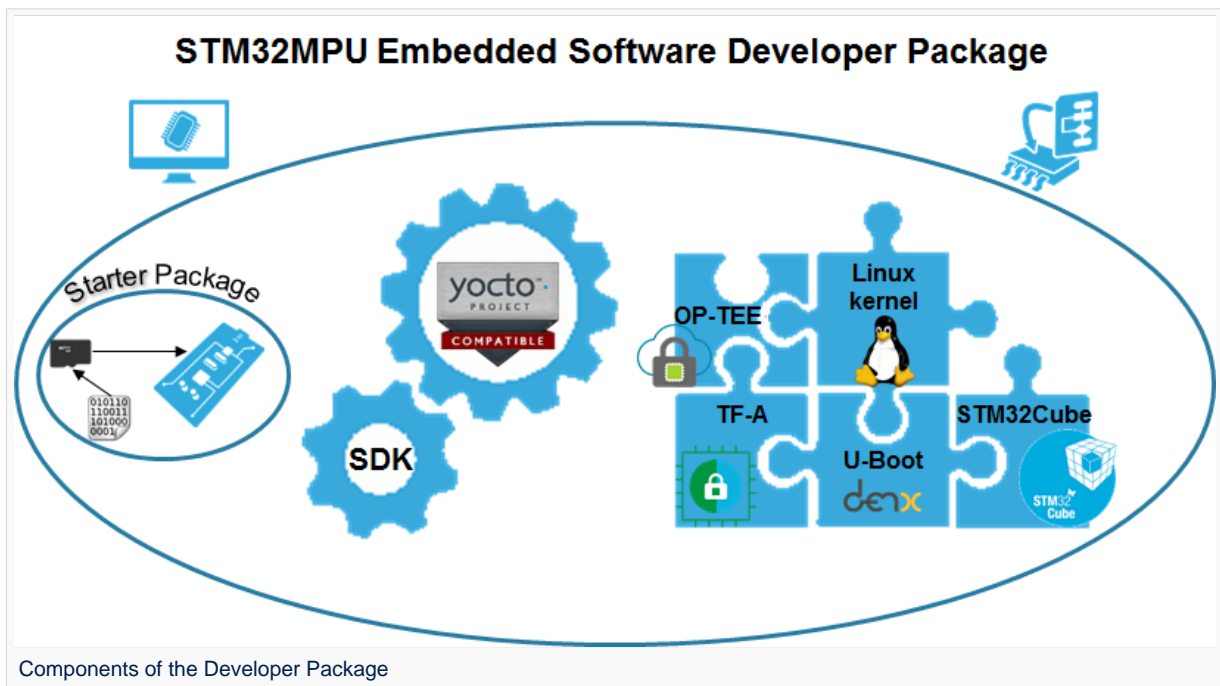 STM32MPU Embedded Software Developer Package
Starter Package
010110
110011
101000
0001
yocto
PROJECT
COMPATIBLE
SDK
OP-TEE
Linux
kernel
TF-A
U-Boot
denx
STM32Cube
STM32
Cube
Components of the Developer Package